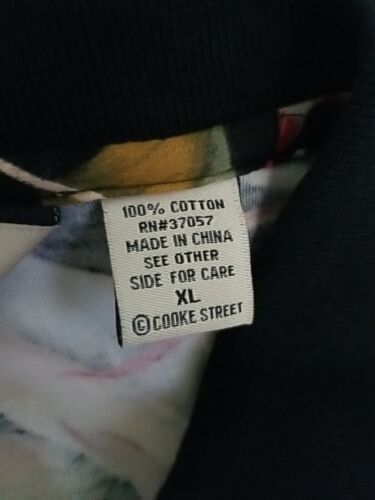 100% COTTON
RN#37057
MADE IN CHINA
SEE OTHER
SIDE FOR CARE
XL
© COOKE STREET